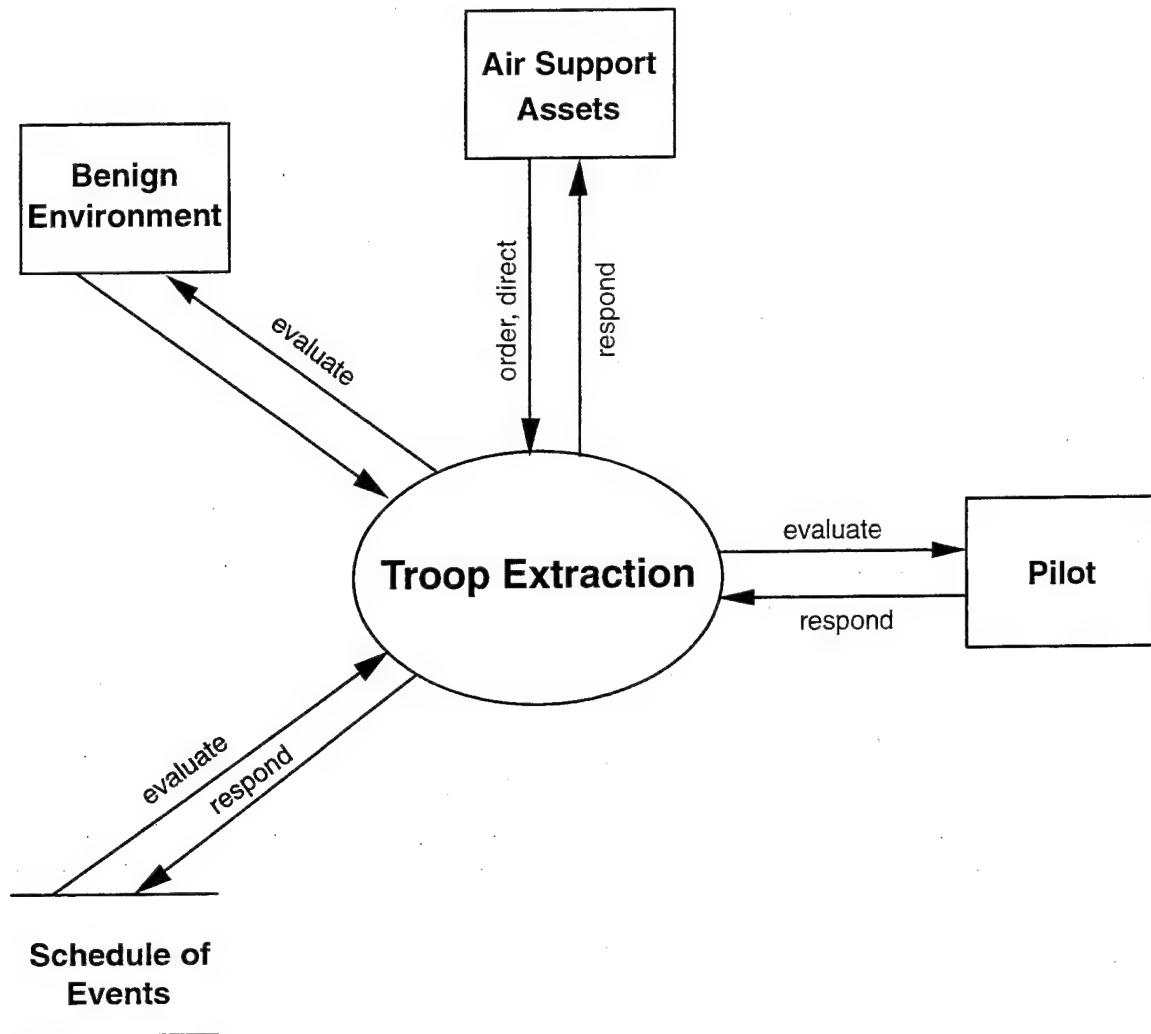 Air Support
Assets
Benign
Environment
evaluate
order, direct
respond
Troop Extraction
evaluate
respond
Pilot
evaluate
respond
Schedule of
Events